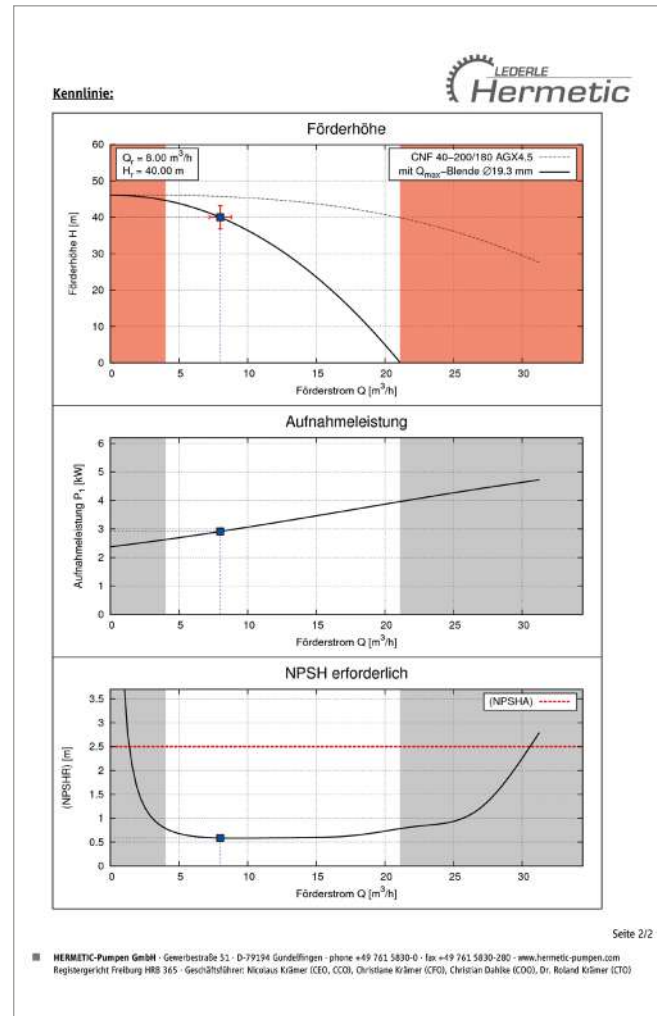 LEDERLE
Hermetic
Kennlinie:
Förderhöhe
Q_r = 8.00 m³/h
H_r = 40.00 m
CNF 40-200/180 AGX4.5
mit Q_max-Blende Ø19.3 mm
Förderhöhe H [m]
60
50
40
30
20
10
0
0 5 10 15 20 25 30
Förderstrom Q [m³/h]
Aufnahmeleistung
Aufnahmeleistung P₁ [kW]
6
5
4
3
2
1
0
0 5 10 15 20 25 30
Förderstrom Q [m³/h]
NPSH erforderlich
(NPSHA)
(NPSHR) [m]
3.5
3
2.5
2
1.5
1
0.5
0
0 5 10 15 20 25 30
Förderstrom Q [m³/h]
Seite 2/2
HERMETIC-Pumpen GmbH · Gewerbestraße 51 · D-79194 Gundelfingen · phone +49 761 5830-0 · fax +49 761 5830-280 · www.hermetic-pumpen.com
Registergericht Freiburg HRB 365 · Geschäftsführer: Nicolaus Krämer (CEO, CCO), Christiane Krämer (CFO), Christian Dahlke (COO), Dr. Roland Krämer (CTO)